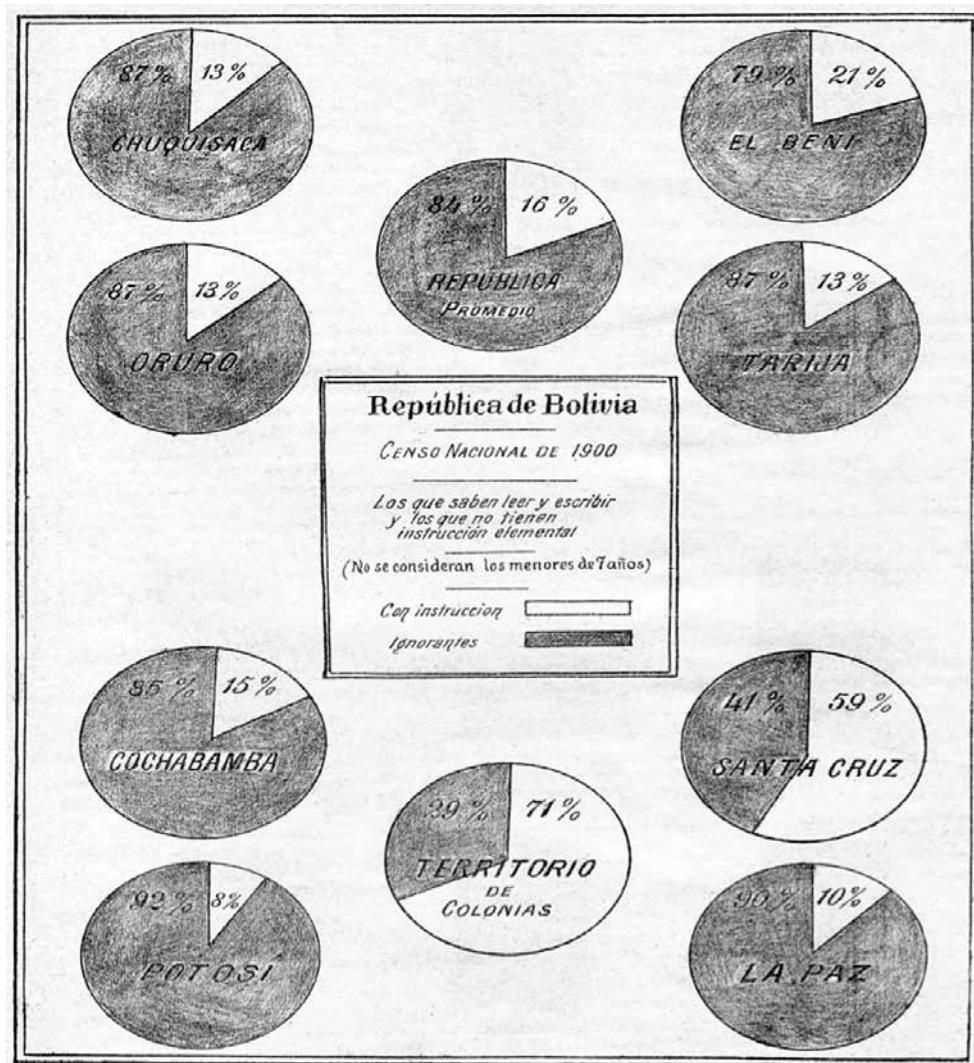 87% 13%
CHUQUISACA
79% 21%
EL BENI
84% 16%
REPÚBLICA
PROMEDIO
87% 13%
ORURO
87% 13%
TARIJA
República de Bolivia
CENSO NACIONAL DE 1900
Los que saben leer y escribir
y los que no tienen
instrucción elemental
(No se consideran los menores de 7 años)
Con instruccion
Ignorantes
85% 15%
COCHABAMBA
41% 59%
SANTA CRUZ
29% 71%
TERRITORIO
DE
COLONIAS
92% 8%
POTOSÍ
90% 10%
LA PAZ